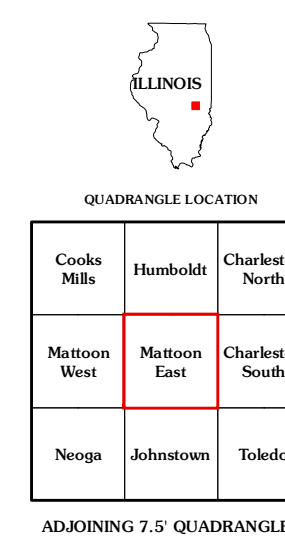 ILLINOIS
QUADRANGLE LOCATION
Cooks
Mills
Humboldt
Charlest
North
Mattoon
West
Mattoon
East
Charlest
South
Neoga
Johnstown
Toledo
ADJOINING 7.5' QUADRANGLE